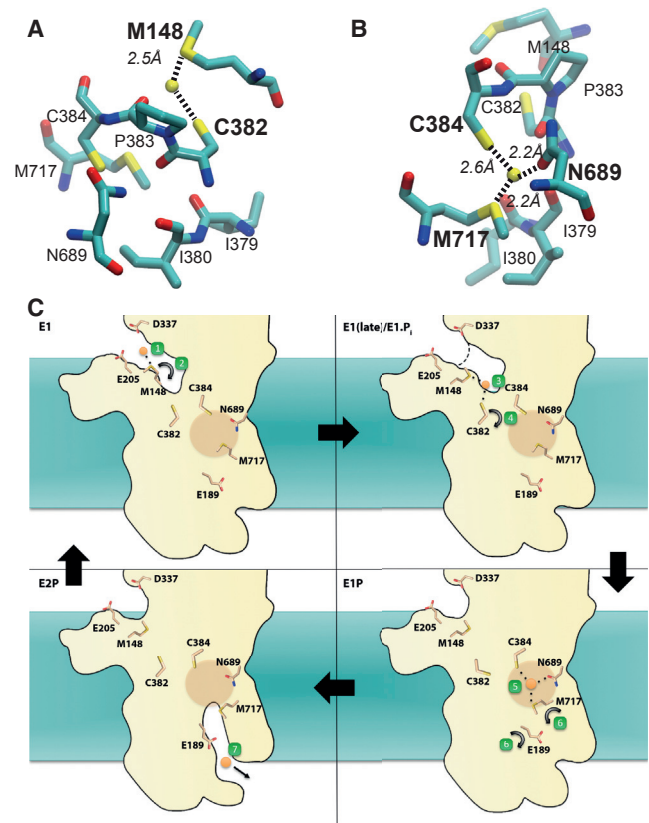 A
M148
2.5Å
C384
P383
C382
M717
N689
I380
I379
B
M148
P383
C384
C382
2.2Å
2.6Å
N689
2.2Å
M717
I379
I380
C
E1
D337
1
2
E205
M148
C384
C382
N689
M717
E189
E1(late)/E1.Pi
D337
E205
M148
3
C384
C382
4
N689
M717
E189
E2P
D337
E205
M148
C384
C382
N689
M717
E189
7
E1P
D337
E205
M148
C384
C382
N689
5
M717
6
6
E189